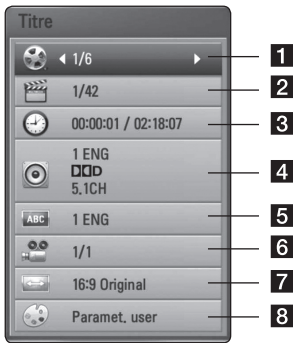 Titre
1/6 1
1/42 2
00:00:01 / 02:18:07 3
1 ENG
D 4
5.1CH
ABC 1 ENG 5
1/1 6
16:9 Original 7
Paramet. user 8